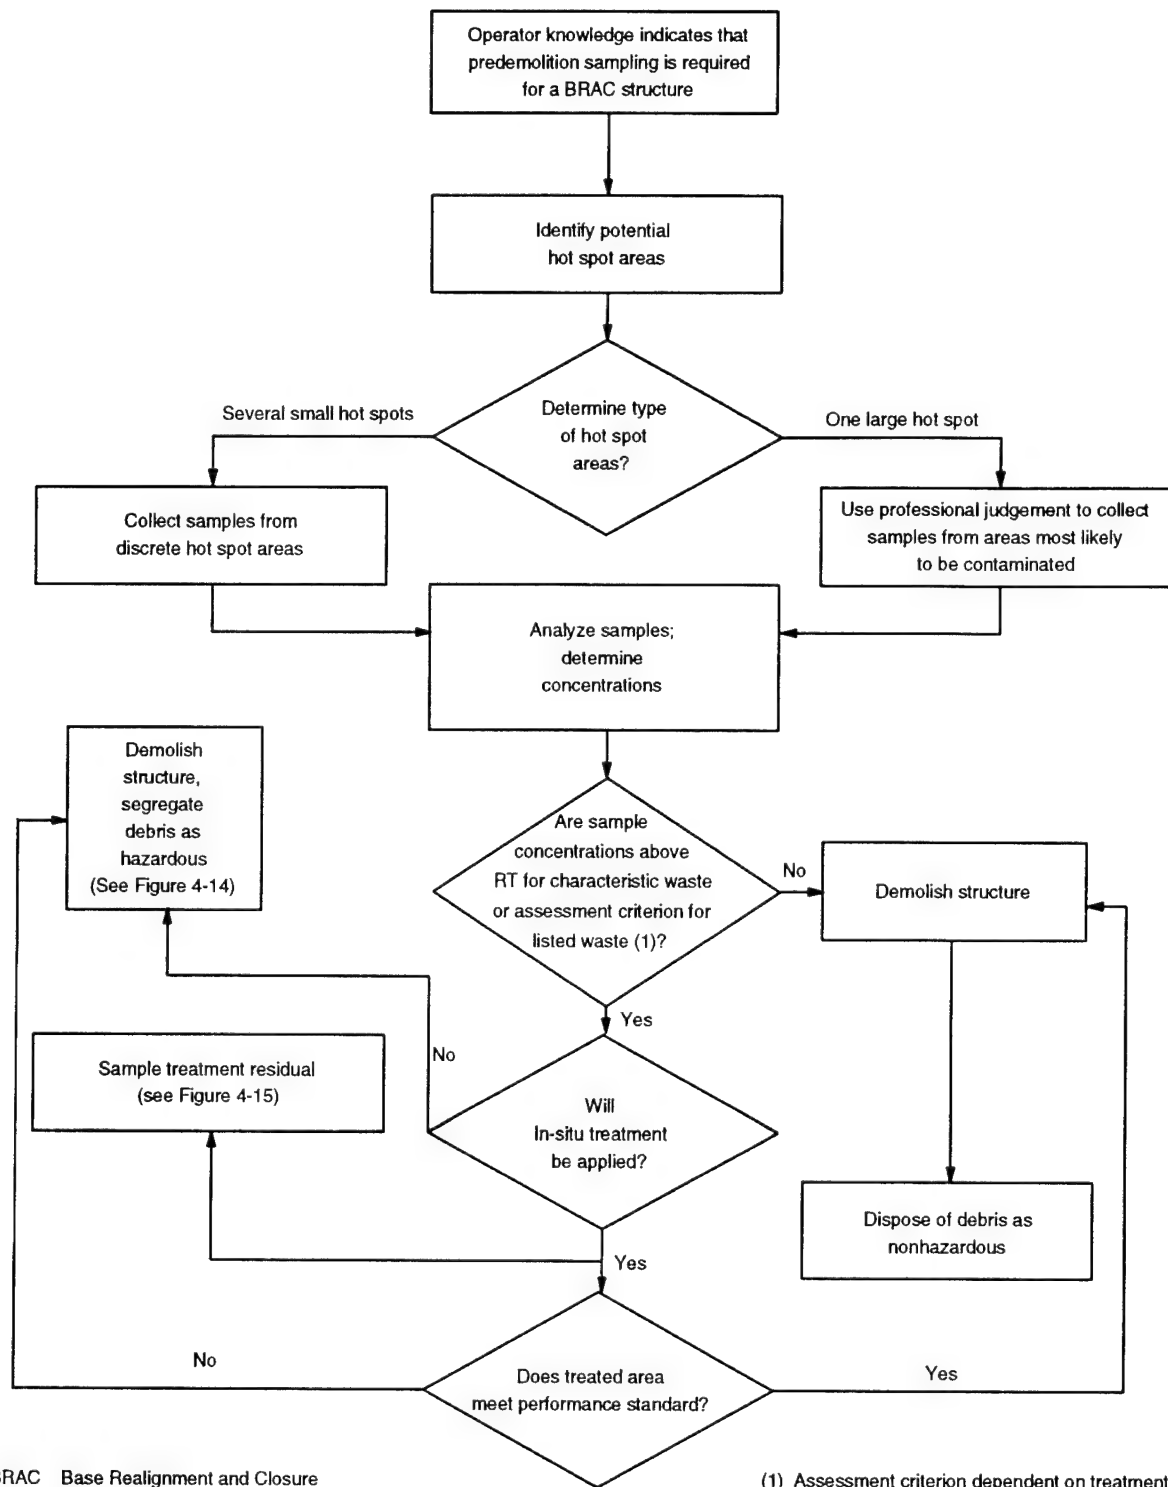 Operator knowledge indicates that
predemolition sampling is required
for a BRAC structure
Identify potential
hot spot areas
Several small hot spots
Determine type
of hot spot
areas?
One large hot spot
Collect samples from
discrete hot spot areas
Use professional judgement to collect
samples from areas most likely
to be contaminated
Analyze samples;
determine
concentrations
Demolish
structure,
segregate
debris as
hazardous
(See Figure 4-14)
Are sample
concentrations above
RT for characteristic waste
or assessment criterion for
listed waste (1)?
No
Demolish structure
Yes
No
Sample treatment residual
(see Figure 4-15)
Will
In-situ treatment
be applied?
Dispose of debris as
nonhazardous
Yes
No
Does treated area
meet performance standard?
Yes
BRAC Base Realignment and Closure
(1) Assessment criterion dependent on treatment